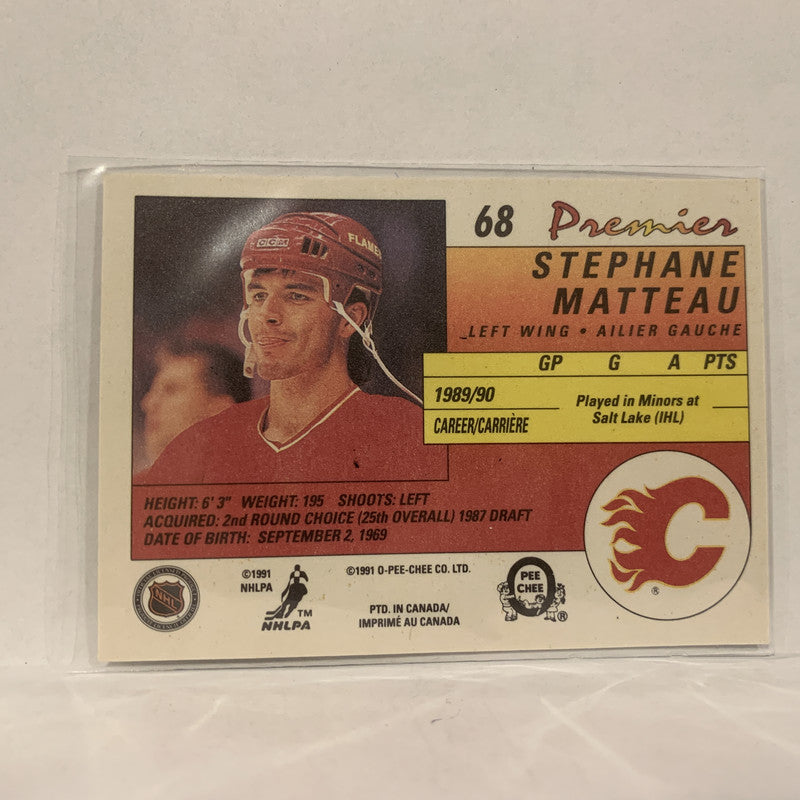 68 Premier
STEPHANE
MATTEAU
LEFT WING • AILIER GAUCHE
CCM
FLAMES
GP G A PTS
1989/90
Played in Minors at
Salt Lake (IHL)
CAREER/CARRIÈRE
HEIGHT: 6' 3" WEIGHT: 195 SHOOTS: LEFT
ACQUIRED: 2nd ROUND CHOICE (25th OVERALL) 1987 DRAFT
DATE OF BIRTH: SEPTEMBER 2, 1969
C
®
NHL
©1991
NHLPA
NHLPA
TM
©1991 O-PEE-CHEE CO. LTD.
PTD. IN CANADA/
IMPRIMÉ AU CANADA
O
PEE
CHEE